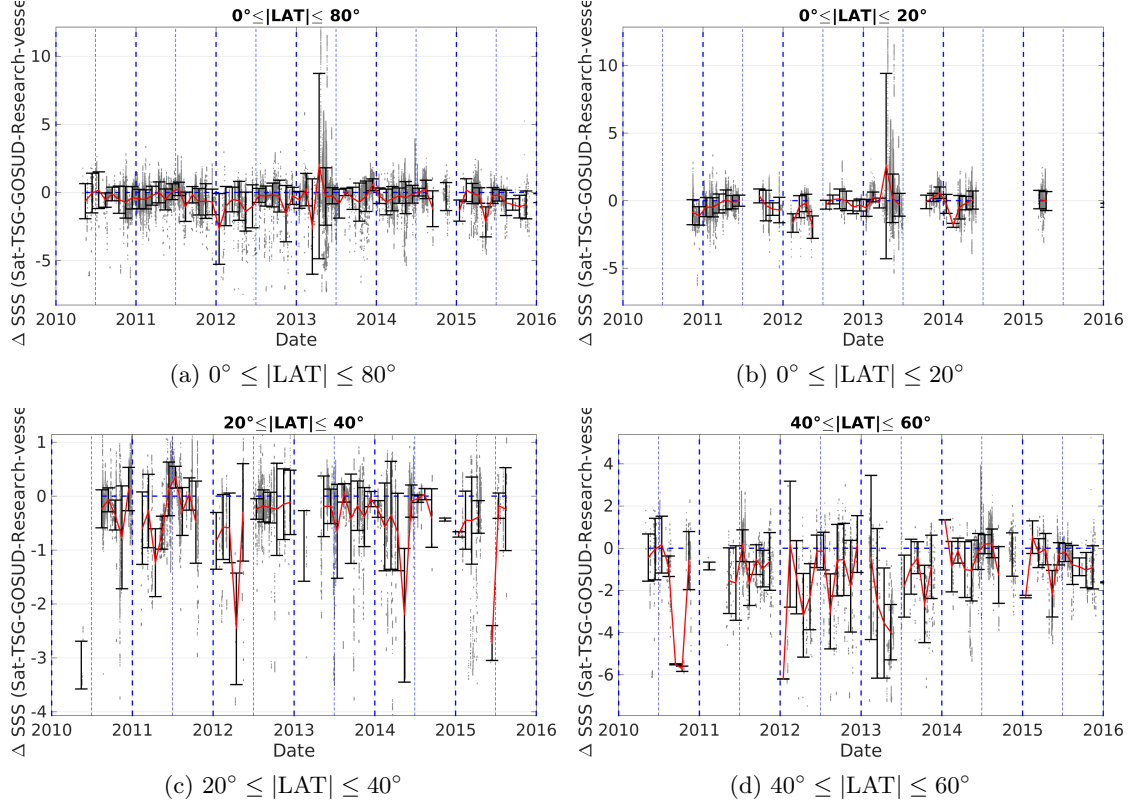 0°≤|LAT|≤ 80°
Δ SSS (Sat-TSG-GOSUD-Research-vesse
10
5
0
-5
2010 2011 2012 2013 2014 2015 2016
Date
(a) 0° ≤ |LAT| ≤ 80°
0°≤|LAT|≤ 20°
Δ SSS (Sat-TSG-GOSUD-Research-vesse
10
5
0
-5
2010 2011 2012 2013 2014 2015 2016
Date
(b) 0° ≤ |LAT| ≤ 20°
20°≤|LAT|≤ 40°
Δ SSS (Sat-TSG-GOSUD-Research-vesse
1
0
-1
-2
-3
-4
2010 2011 2012 2013 2014 2015 2016
Date
(c) 20° ≤ |LAT| ≤ 40°
40°≤|LAT|≤ 60°
Δ SSS (Sat-TSG-GOSUD-Research-vesse
4
2
0
-2
-4
-6
2010 2011 2012 2013 2014 2015 2016
Date
(d) 40° ≤ |LAT| ≤ 60°